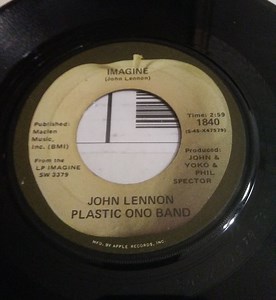 IMAGINE
(John Lennon)
Published:
Maclen
Music,
Inc. (BMI)
From the
LP IMAGINE
SW 3379
Time: 2:59
1840
Produced:
JOHN &
YOKO &
PHIL
SPECTOR
JOHN LENNON
PLASTIC ONO BAND
MFD. BY APPLE RECORDS, INC.